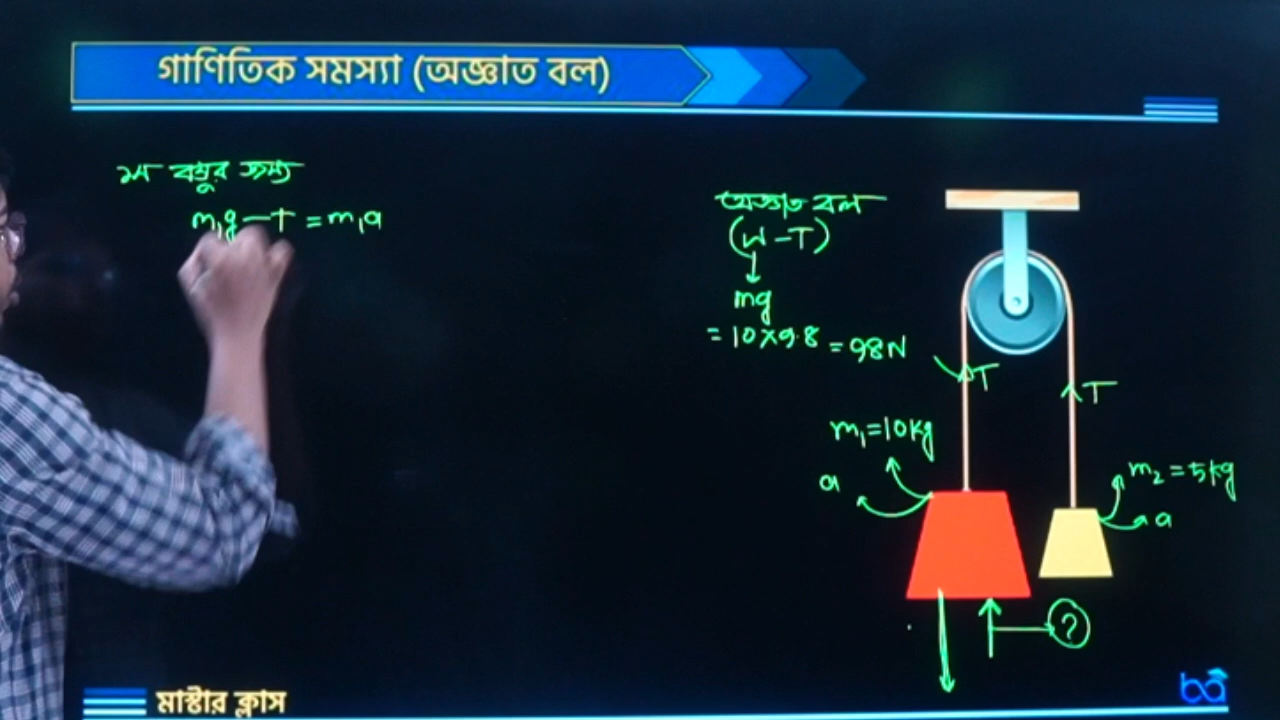 গাণিতিক সমস্যা (অজ্ঞাত বল)
১ম বস্তুর জন্য
m₁g − T = m₁a
অজ্ঞাত বল
(W − T)
mg
= 10 × 9.8 = 98N
T
T
m₁ = 10kg
a
m₂ = 5kg
a
?
মাস্টার ক্লাস